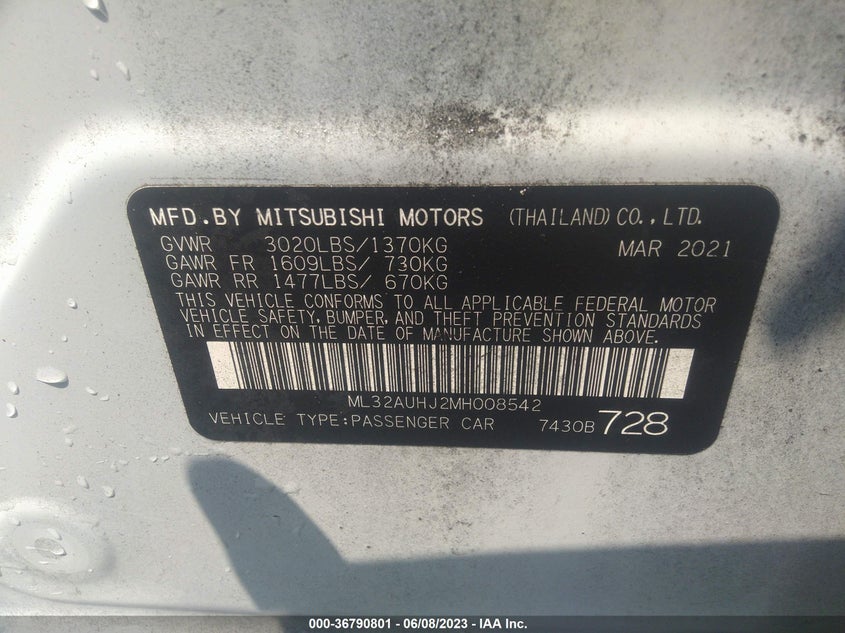 MFD.BY MITSUBISHI MOTORS (THAILAND) CO., LTD.
GVWR 3020LBS/1370KG MAR 2021
GAWR FR 1609LBS/ 730KG
GAWR RR 1477LBS/ 670KG
THIS VEHICLE CONFORMS TO ALL APPLICABLE FEDERAL MOTOR
VEHICLE SAFETY, BUMPER, AND THEFT PREVENTION STANDARDS
IN EFFECT ON THE DATE OF MANUFACTURE SHOWN ABOVE.
ML32AUHJ2MH008542
VEHICLE TYPE:PASSENGER CAR 7430B 728
000-36790801 - 06/08/2023 - IAA Inc.